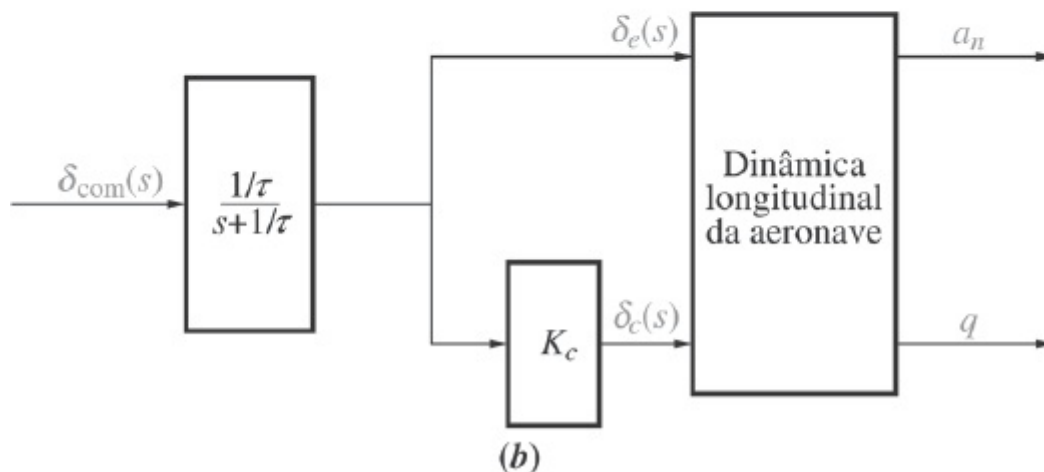 δe(s)
an
δcom(s)
1/τ
s+1/τ
Dinâmica
longitudinal
da aeronave
Kc
δc(s)
q
(b)